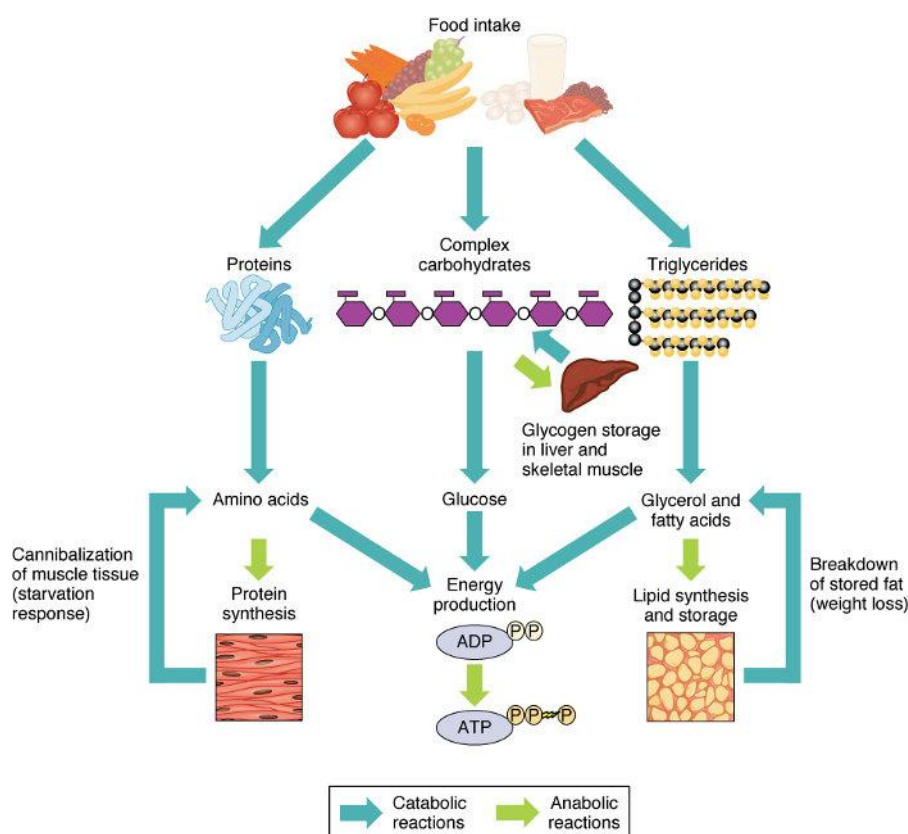 Food intake
Proteins
Complex
carbohydrates
Triglycerides
Glycogen storage
in liver and
skeletal muscle
Amino acids
Glucose
Glycerol and
fatty acids
Cannibalization
of muscle tissue
(starvation
response)
Protein
synthesis
Energy
production
Lipid synthesis
and storage
Breakdown
of stored fat
(weight loss)
ADP P P
ATP P P P
Catabolic
reactions
Anabolic
reactions